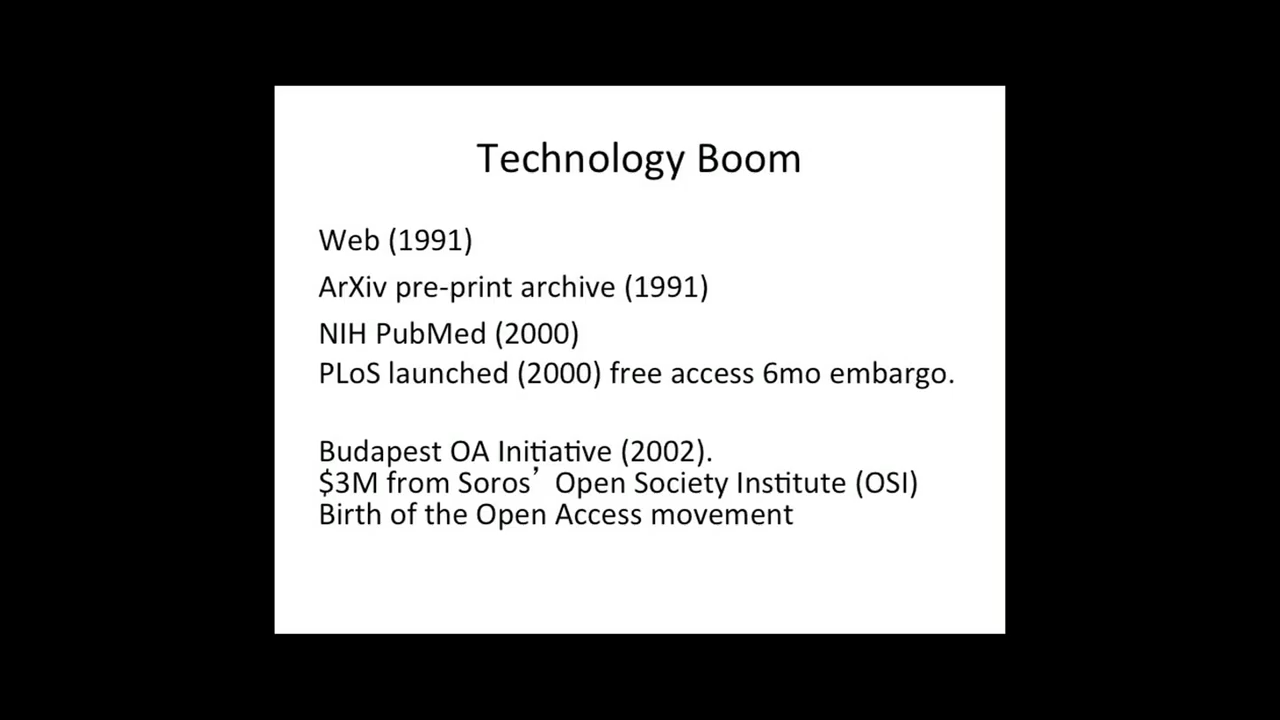 Technology Boom
Web (1991)
ArXiv pre-print archive (1991)
NIH PubMed (2000)
PLoS launched (2000) free access 6mo embargo.
Budapest OA Initiative (2002).
$3M from Soros’ Open Society Institute (OSI)
Birth of the Open Access movement